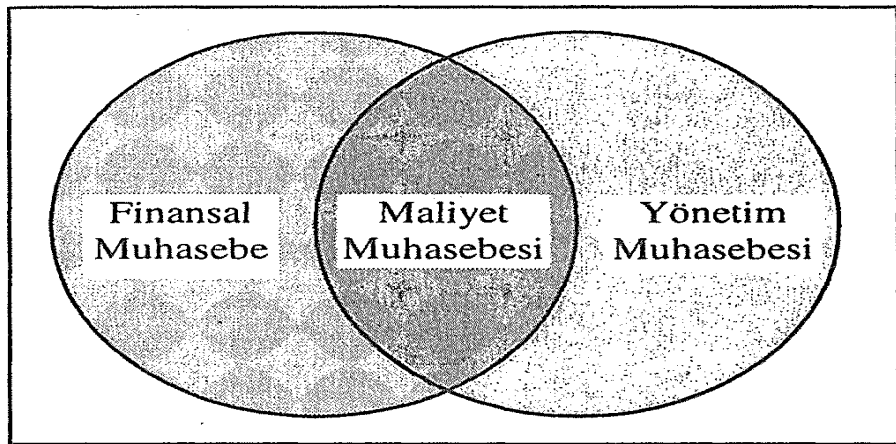 Finansal
Muhasebe
Maliyet
Muhasebesi
Yönetim
Muhasebesi